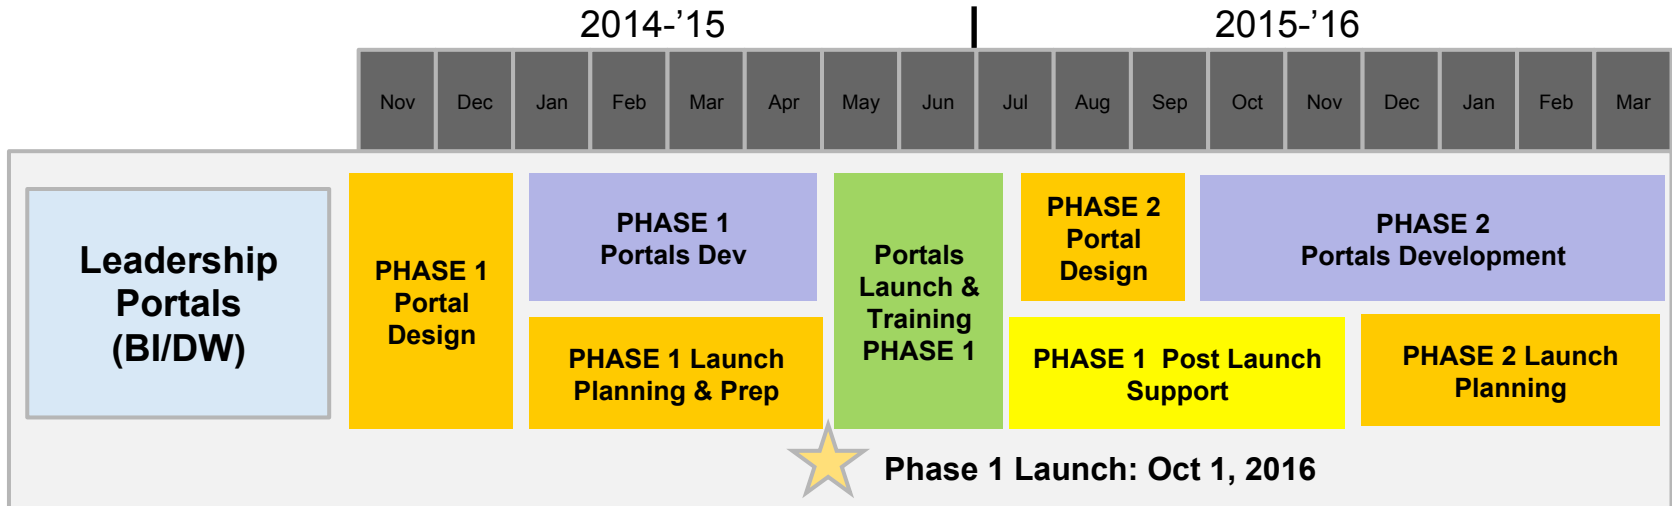 2014-’15
2015-’16
Nov Dec Jan Feb Mar Apr May Jun Jul Aug Sep Oct Nov Dec Jan Feb Mar
Leadership
Portals
(BI/DW)
PHASE 1
Portal
Design
PHASE 1
Portals Dev
PHASE 1 Launch
Planning & Prep
Portals
Launch &
Training
PHASE 1
PHASE 2
Portal
Design
PHASE 2
Portals Development
PHASE 1 Post Launch
Support
PHASE 2 Launch
Planning
Phase 1 Launch: Oct 1, 2016